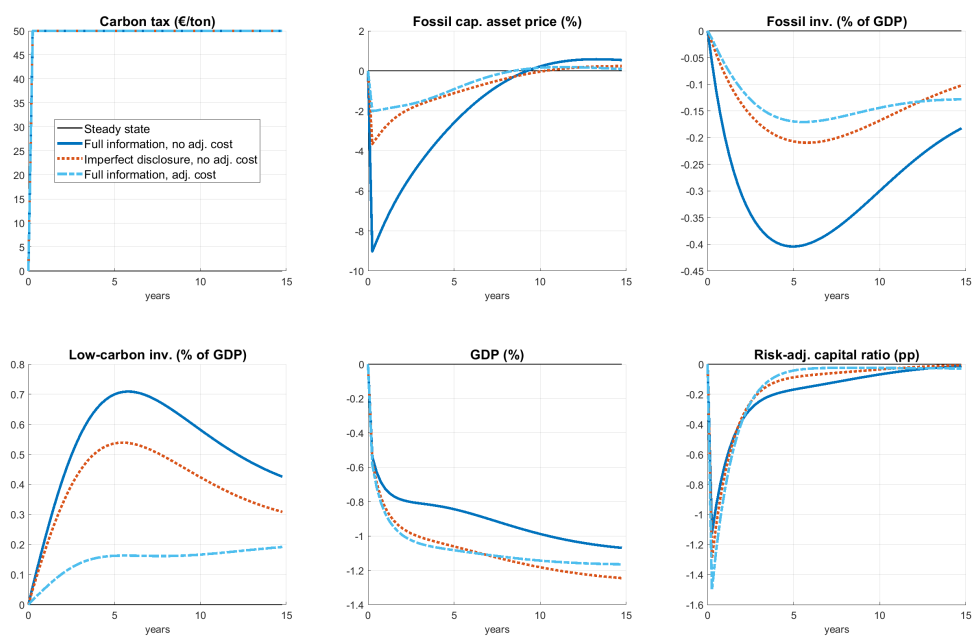 Carbon tax (€/ton)
50
45
40
35
30
25
20
15
10
5
0
Steady state
Full information, no adj. cost
Imperfect disclosure, no adj. cost
Full information, adj. cost
0 5 10 15
years
Fossil cap. asset price (%)
2
0
-2
-4
-6
-8
-10
0 5 10 15
years
Fossil inv. (% of GDP)
0
-0.05
-0.1
-0.15
-0.2
-0.25
-0.3
-0.35
-0.4
-0.45
0 5 10 15
years
Low-carbon inv. (% of GDP)
0.8
0.7
0.6
0.5
0.4
0.3
0.2
0.1
0
0 5 10 15
years
GDP (%)
0
-0.2
-0.4
-0.6
-0.8
-1
-1.2
-1.4
0 5 10 15
years
Risk-adj. capital ratio (pp)
0
-0.2
-0.4
-0.6
-0.8
-1
-1.2
-1.4
-1.6
0 5 10 15
years